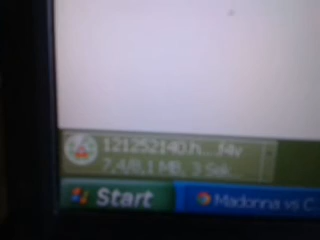 121252140.h... .f4v
7,4/8,1 MB, 3 Sek...
Start
Madonna vs C